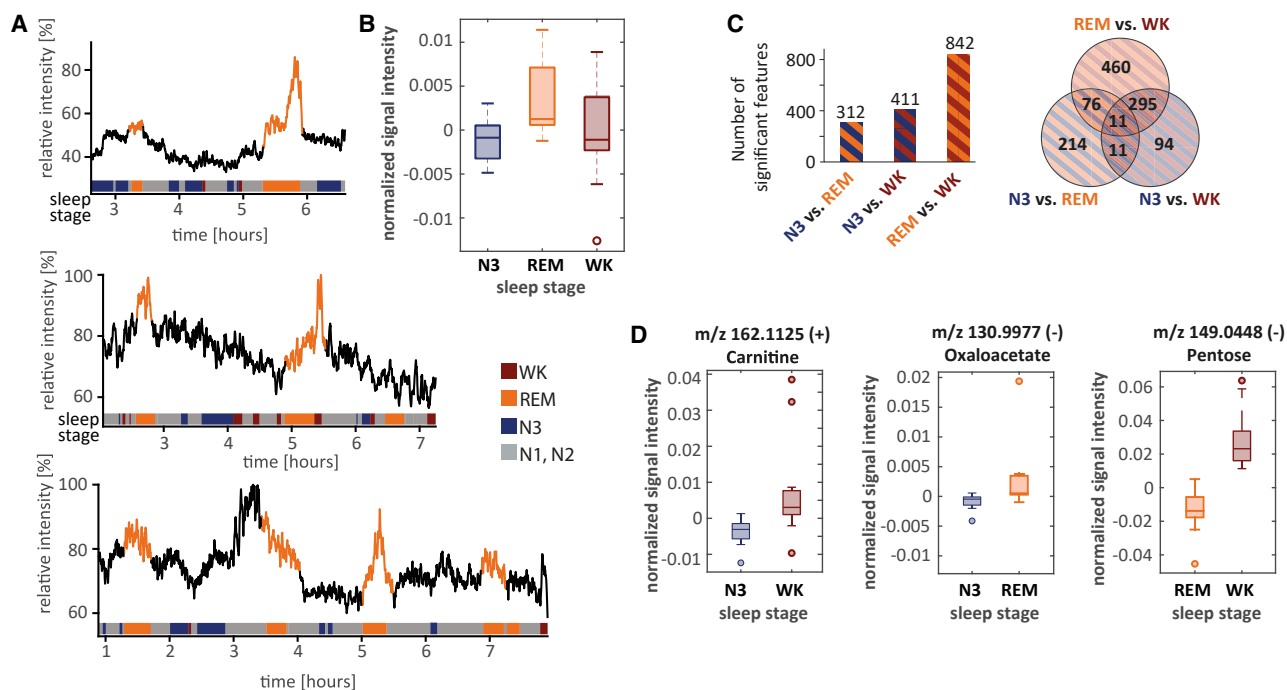 A
relative intensity [%]
80
60
40
sleep
stage
3
4
5
6
time [hours]
relative intensity [%]
100
80
60
sleep
stage
3
4
5
6
7
time [hours]
relative intensity [%]
100
80
60
1
2
3
4
5
6
7
time [hours]
WK
REM
N3
N1, N2
B
normalized signal intensity
0.01
0.005
0
-0.005
-0.01
N3
REM
WK
sleep stage
C
Number of
significant features
800
400
0
312
411
842
N3 vs. REM
N3 vs. WK
REM vs. WK
REM vs. WK
460
76
295
11
214
11
94
N3 vs. REM
N3 vs. WK
D
m/z 162.1125 (+)
Carnitine
normalized signal intensity
0.04
0.03
0.02
0.01
0
-0.01
N3
WK
sleep stage
m/z 130.9977 (-)
Oxaloacetate
normalized signal intensity
0.02
0.01
0.005
0
-0.005
-0.01
N3
REM
sleep stage
m/z 149.0448 (-)
Pentose
normalized signal intensity
0.06
0.04
0.02
0
-0.02
-0.04
REM
WK
sleep stage